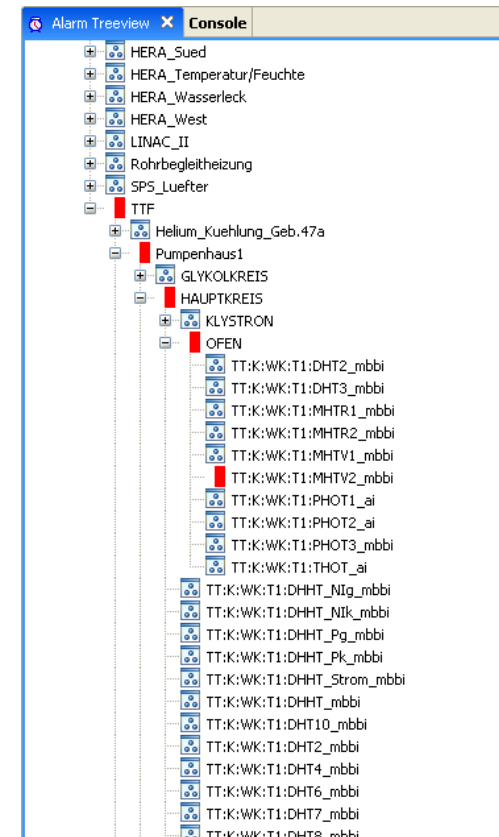 Alarm Treeview Console
HERA_Sued
HERA_Temperatur/Feuchte
HERA_Wasserleck
HERA_West
LINAC_II
Rohrbegleitheizung
SPS_Luefter
TTF
Helium_Kuehlung_Geb.47a
Pumpenhaus1
GLYKOLKREIS
HAUPTKREIS
KLYSTRON
OFEN
TT:K:WK:T1:DHT2_mbbi
TT:K:WK:T1:DHT3_mbbi
TT:K:WK:T1:MHTR1_mbbi
TT:K:WK:T1:MHTR2_mbbi
TT:K:WK:T1:MHTV1_mbbi
TT:K:WK:T1:MHTV2_mbbi
TT:K:WK:T1:PHOT1_ai
TT:K:WK:T1:PHOT2_ai
TT:K:WK:T1:PHOT3_mbbi
TT:K:WK:T1:THOT_ai
TT:K:WK:T1:DHHT_NIg_mbbi
TT:K:WK:T1:DHHT_NIk_mbbi
TT:K:WK:T1:DHHT_Pg_mbbi
TT:K:WK:T1:DHHT_Pk_mbbi
TT:K:WK:T1:DHHT_Strom_mbbi
TT:K:WK:T1:DHHT_mbbi
TT:K:WK:T1:DHT10_mbbi
TT:K:WK:T1:DHT2_mbbi
TT:K:WK:T1:DHT4_mbbi
TT:K:WK:T1:DHT6_mbbi
TT:K:WK:T1:DHT7_mbbi
TT:K:WK:T1:DHT8_mbbi